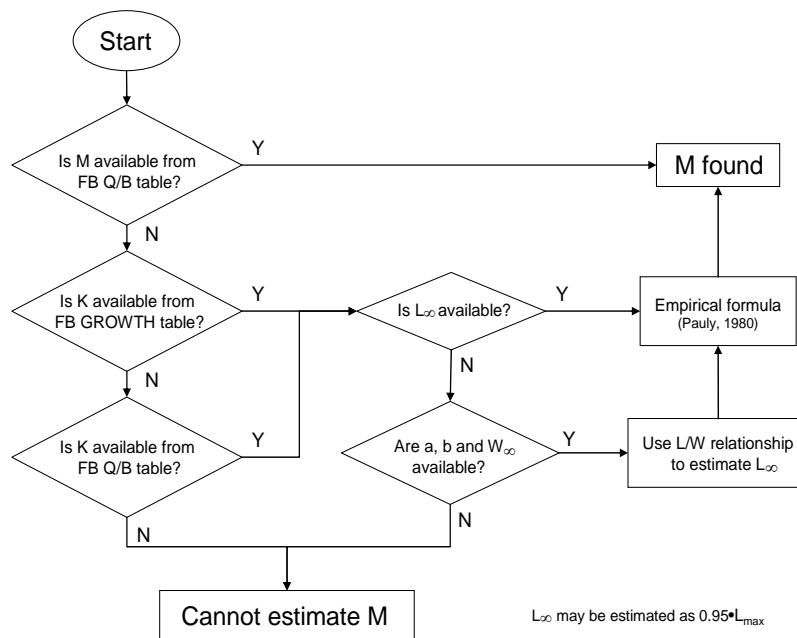 Start
Is M available from
FB Q/B table?
Y
M found
N
Is K available from
FB GROWTH table?
Y
Is L∞ available?
Y
Empirical formula
(Pauly, 1980)
N
N
Is K available from
FB Q/B table?
Y
Are a, b and W∞
available?
Y
Use L/W relationship
to estimate L∞
N
N
Cannot estimate M
L∞ may be estimated as 0.95•Lmax